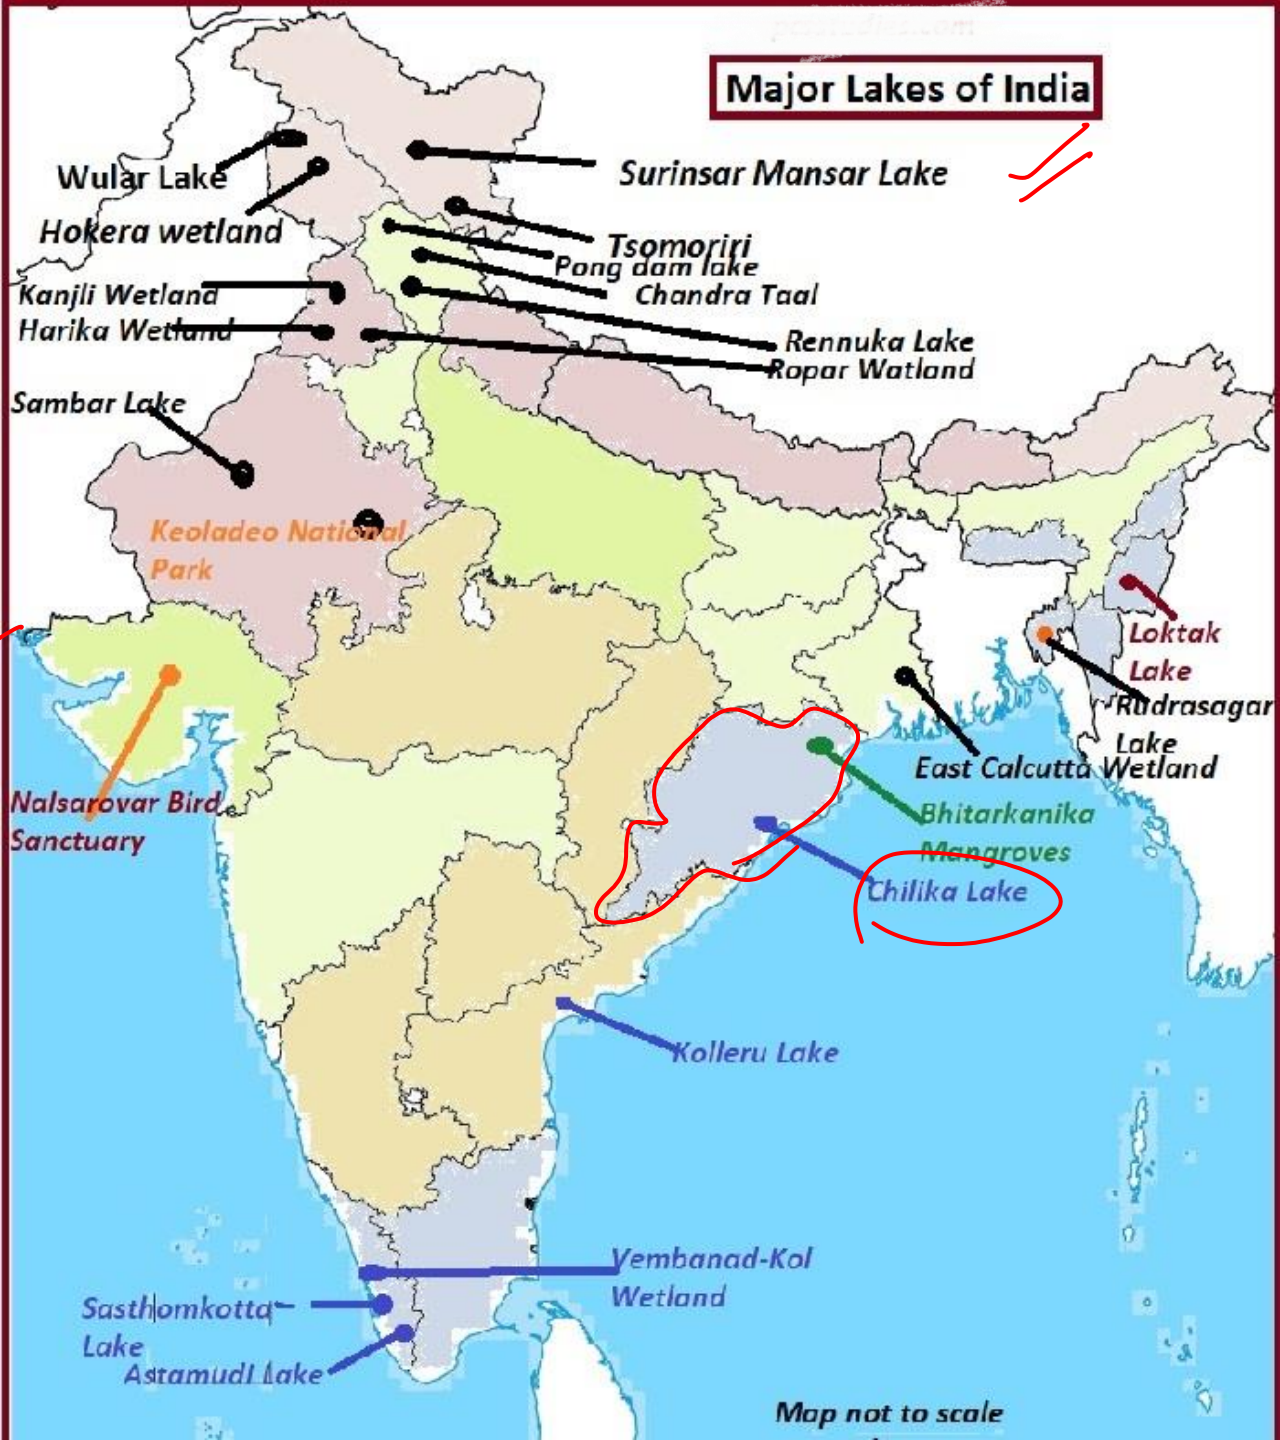 pcsstudies.com
Major Lakes of India
Wular Lake
Surinsar Mansar Lake
Hokera wetland
Tsomoriri
Pong dam lake
Kanjli Wetland
Chandra Taal
Harika Wetland
Rennuka Lake
Ropar Watland
Sambar Lake
Keoladeo National
Park
Loktak
Lake
Rudrasagar
Lake
East Calcutta Wetland
Nalsarovar Bird
Sanctuary
Bhitarkanika
Mangroves
Chilika Lake
Kolleru Lake
Vembanad-Kol
Wetland
Sasthomkotta
Lake
Astamudi Lake
Map not to scale